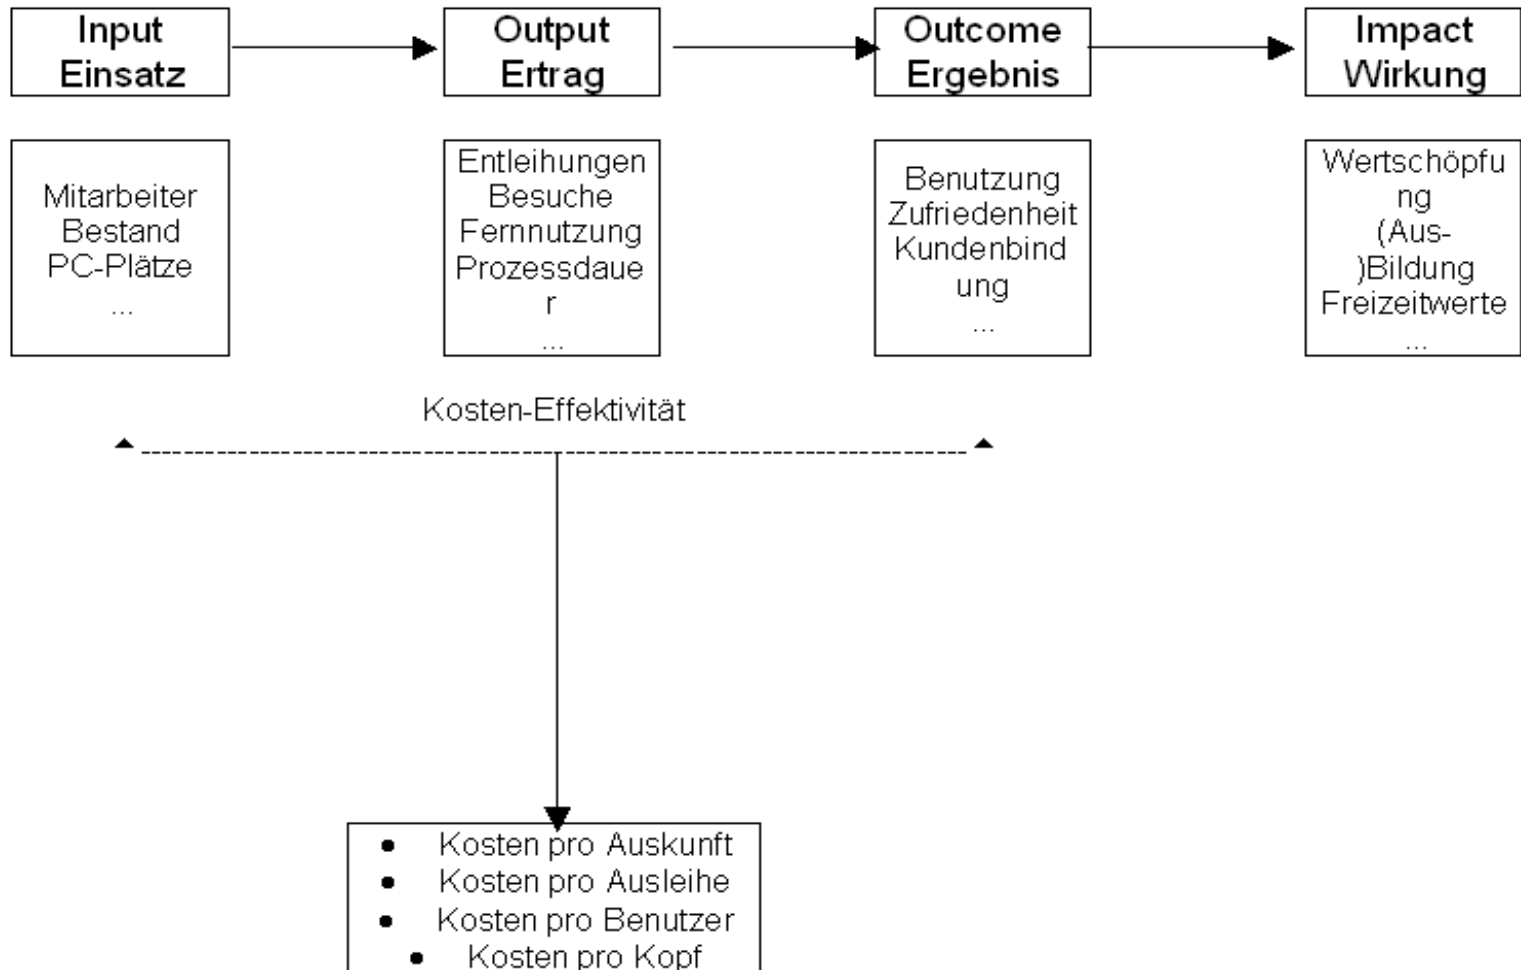 Input
Einsatz
Output
Ertrag
Outcome
Ergebnis
Impact
Wirkung
Mitarbeiter
Bestand
PC-Plätze
...
Entleihungen
Besuche
Fernnutzung
Prozessdaue
r
...
Benutzung
Zufriedenheit
Kundenbind
ung
...
Wertschöpfu
ng
(Aus-
)Bildung
Freizeitwerte
...
Kosten-Effektivität
• Kosten pro Auskunft
• Kosten pro Ausleihe
• Kosten pro Benutzer
• Kosten pro Kopf